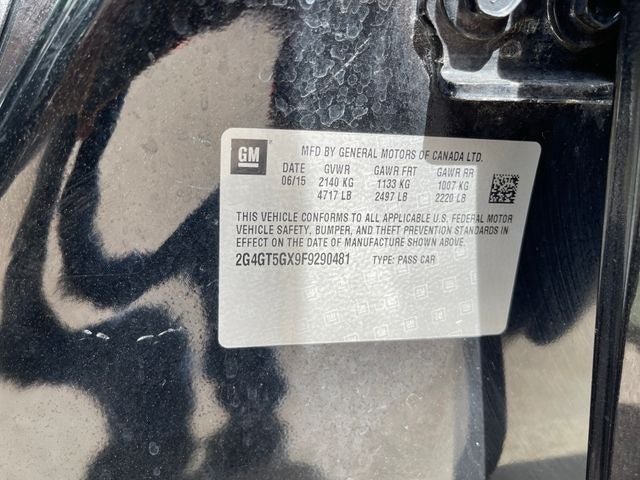 GM
MFD BY GENERAL MOTORS OF CANADA LTD.
DATE GVWR GAWR FRT GAWR RR
06/15 2140 KG 1133 KG 1007 KG
4717 LB 2497 LB 2220 LB
THIS VEHICLE CONFORMS TO ALL APPLICABLE U.S. FEDERAL MOTOR
VEHICLE SAFETY, BUMPER, AND THEFT PREVENTION STANDARDS IN
EFFECT ON THE DATE OF MANUFACTURE SHOWN ABOVE.
2G4GT5GX9F9290481 TYPE: PASS CAR